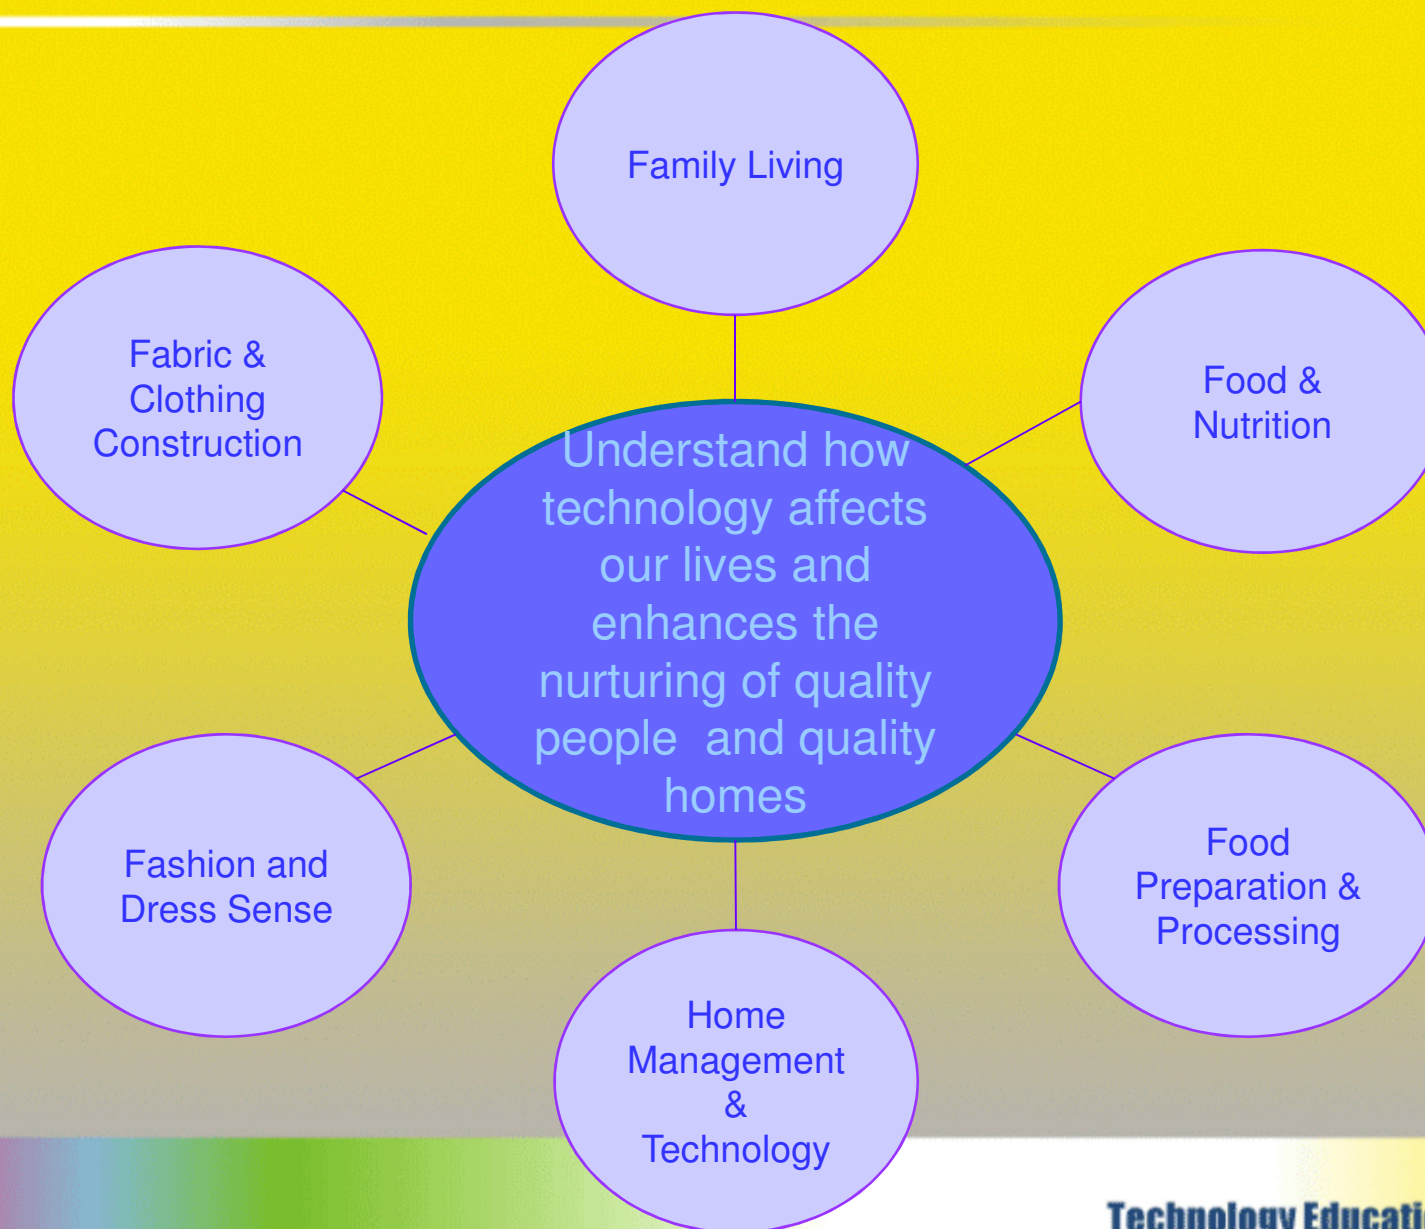 Family Living
Fabric &
Clothing
Construction
Food &
Nutrition
Understand how
technology affects
our lives and
enhances the
nurturing of quality
people  and quality
homes
Fashion and
Dress Sense
Food
Preparation &
Processing
Home
Management
&
Technology
Technology